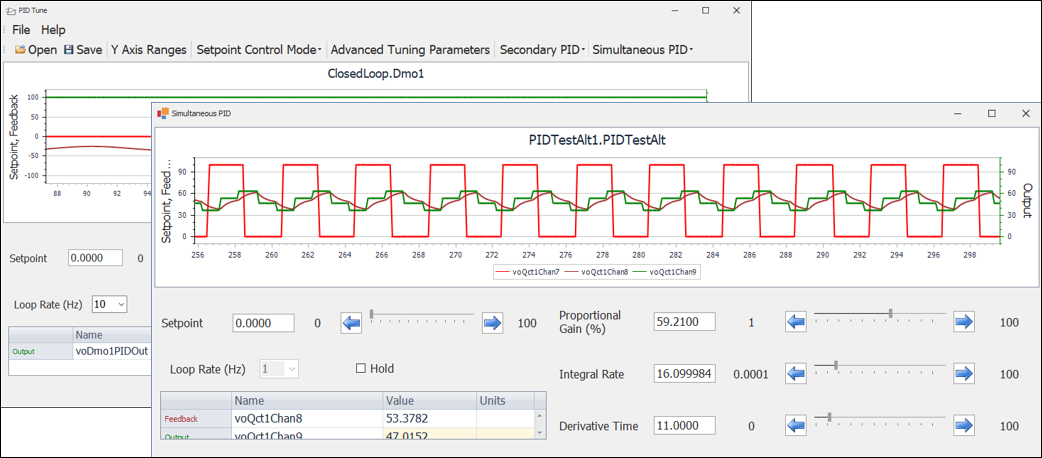 PID Tune
File Help
Open Save Y Axis Ranges Setpoint Control Mode Advanced Tuning Parameters Secondary PID Simultaneous PID
ClosedLoop.Dmo1
Setpoint, Feedback
100
50
0
-50
-100
88 90 92
Setpoint 0.0000 0
Loop Rate (Hz) 10
Name
Output voDmo1PIDOut
Simultaneous PID
PIDTestAlt1.PIDTestAlt
Setpoint, Feed...
90
60
30
0
90
60
30
0
Output
256 258 260 262 264 266 268 270 272 274 276 278 280 282 284 286 288 290 292 294 296 298
voQct1Chan7 voQct1Chan8 voQct1Chan9
Setpoint 0.0000 0 100
Loop Rate (Hz) 1 Hold
Name Value Units
Feedback voQct1Chan8 53.3782
Output voQct1Chan9 47.0152
Proportional
Gain (%) 59.2100 1 100
Integral Rate 16.099984 0.0001 100
Derivative Time 11.0000 0 100